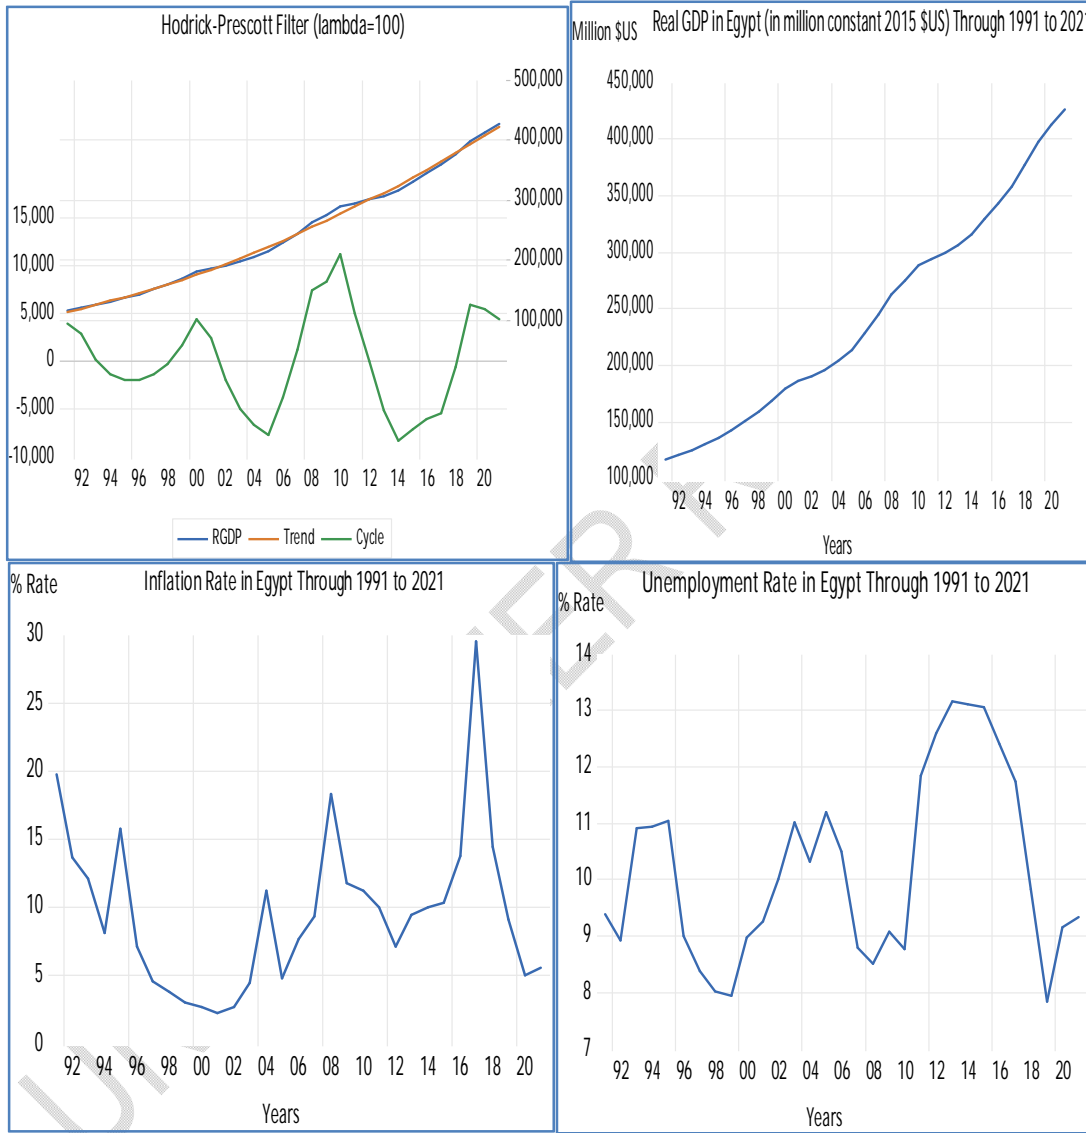 Hodrick-Prescott Filter (lambda=100)
500,000
400,000
300,000
200,000
100,000
15,000
10,000
5,000
0
-5,000
-10,000
92 94 96 98 00 02 04 06 08 10 12 14 16 18 20
RGDP Trend Cycle
Million $US Real GDP in Egypt (in million constant 2015 $US) Through 1991 to 2021
450,000
400,000
350,000
300,000
250,000
200,000
150,000
100,000
92 94 96 98 00 02 04 06 08 10 12 14 16 18 20
Years
% Rate Inflation Rate in Egypt Through 1991 to 2021
30
25
20
15
10
5
0
92 94 96 98 00 02 04 06 08 10 12 14 16 18 20
Years
% Rate Unemployment Rate in Egypt Through 1991 to 2021
14
13
12
11
10
9
8
7
92 94 96 98 00 02 04 06 08 10 12 14 16 18 20
Years